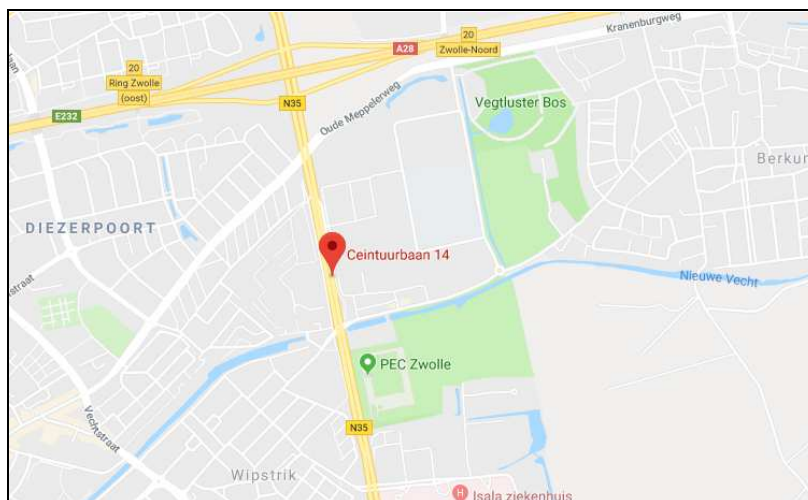 Kranenburgweg
20
Zwolle-Noord
A28
20
Ring Zwolle
(oost)
N35
E232
Oude Meppelerweg
Vegtluster Bos
Berkum
DIEZERPOORT
Ceintuurbaan 14
Nieuwe Vecht
PEC Zwolle
Vechtstraat
N35
Wipstrik
H
Isala ziekenhuis